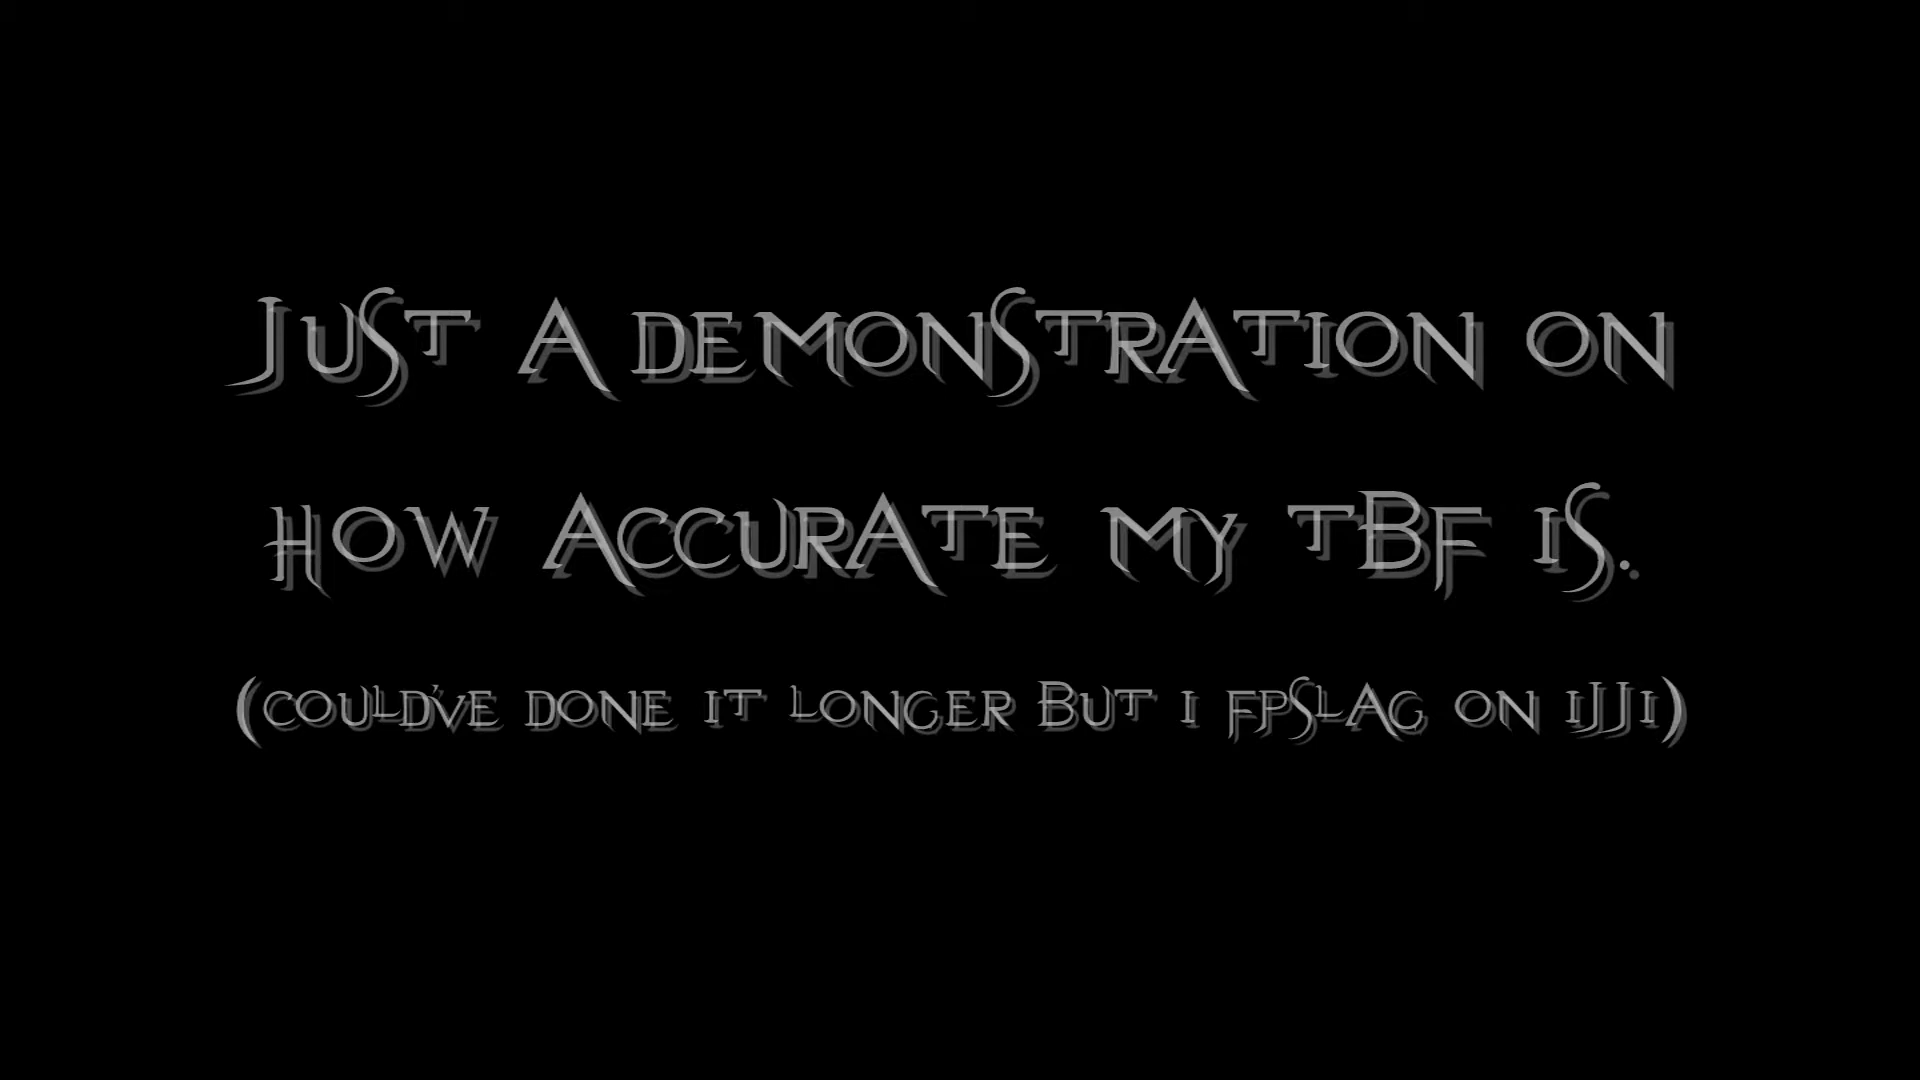 Just a demonstration on
how accurate my TBF is.
(could've done it longer but i FPSlag on ijji)